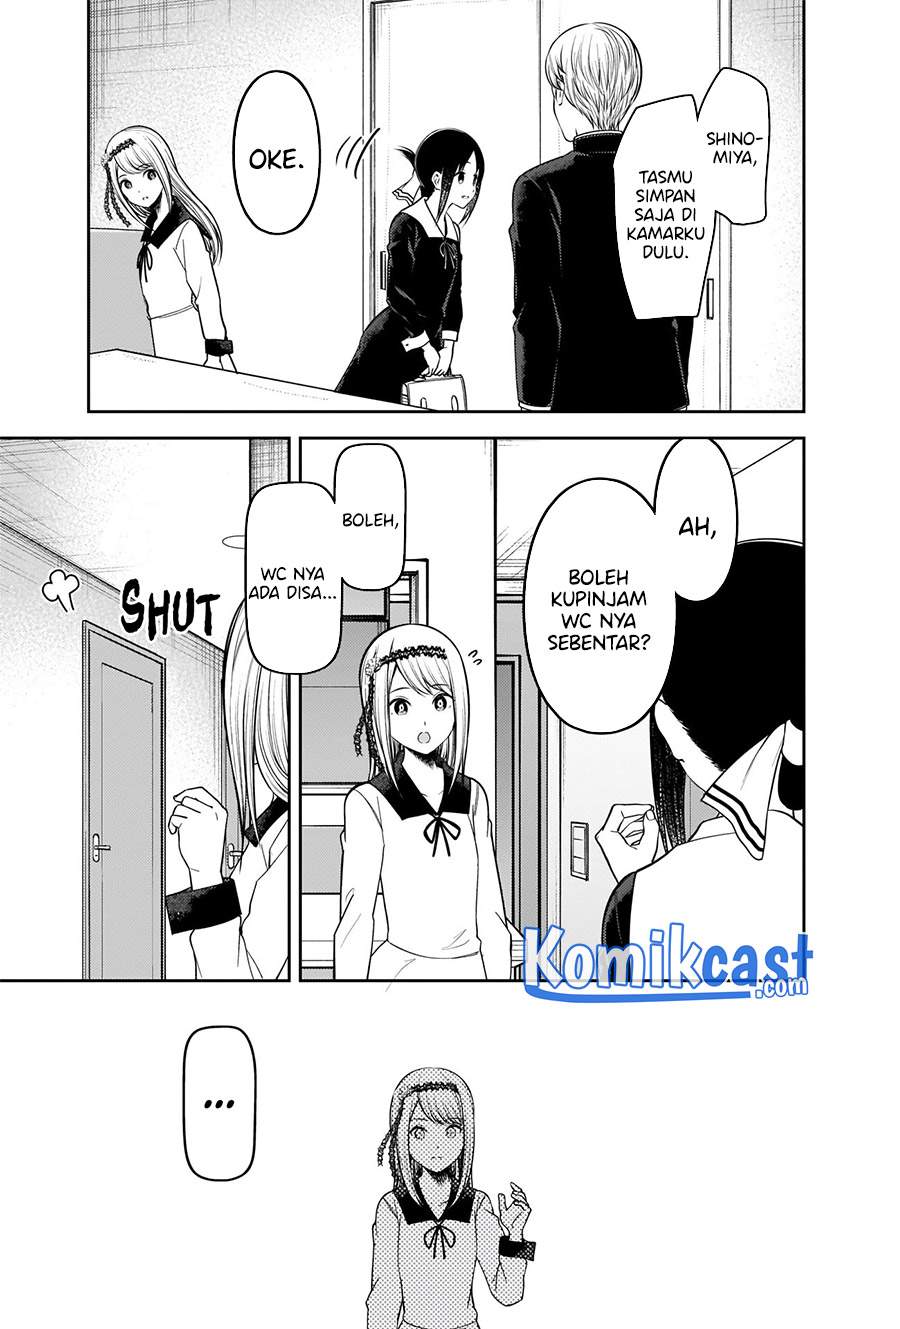 SHINO-
MIYA,
TASMU
SIMPAN
SAJA DI
KAMARKU
DULU.
OKE.
AH,
BOLEH
KUPINJAM
WC NYA
SEBENTAR?
BOLEH,
WC NYA
ADA DISA...
SHUT
Komikcast
.com
...